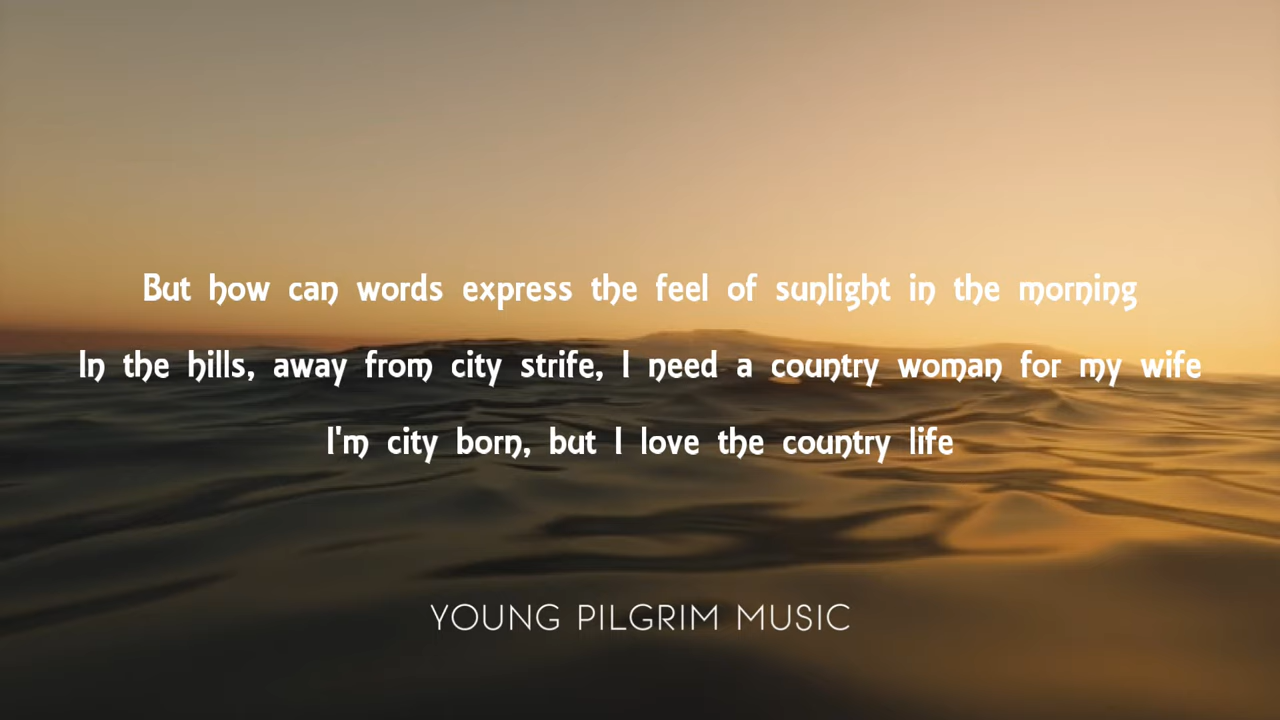 But how can words express the feel of sunlight in the morning
In the hills, away from city strife, I need a country woman for my wife
I'm city born, but I love the country life
YOUNG PILGRIM MUSIC